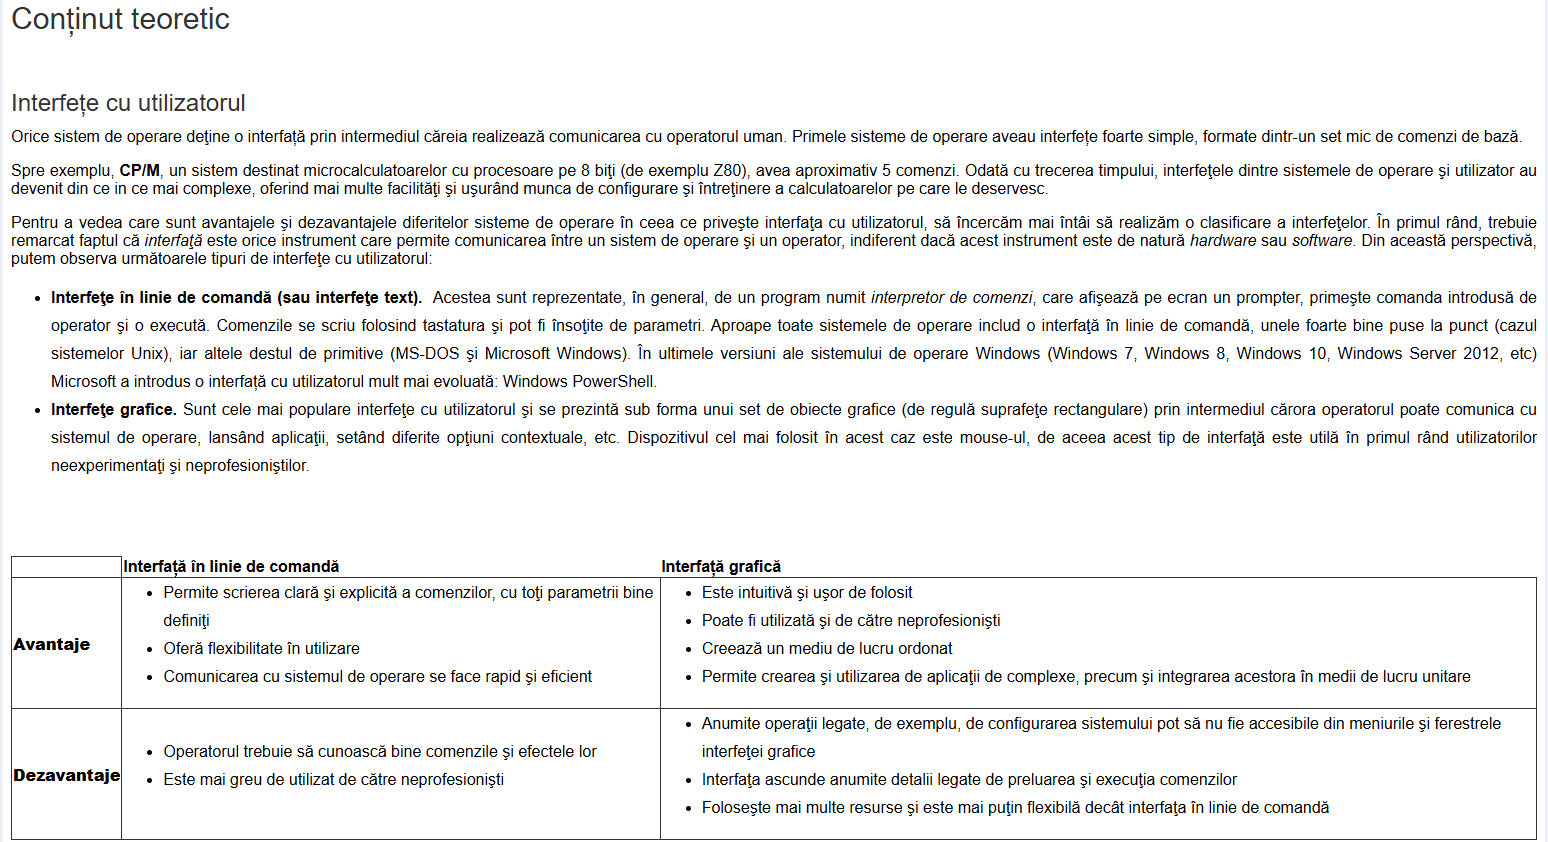 Conținut teoretic
Interfețe cu utilizatorul
Orice sistem de operare deţine o interfață prin intermediul căreia realizează comunicarea cu operatorul uman. Primele sisteme de operare aveau interfețe foarte simple, formate dintr-un set mic de comenzi de bază.
Spre exemplu, CP/M, un sistem destinat microcalculatoarelor cu procesoare pe 8 biţi (de exemplu Z80), avea aproximativ 5 comenzi. Odată cu trecerea timpului, interfeţele dintre sistemele de operare şi utilizator au
devenit din ce in ce mai complexe, oferind mai multe facilităţi şi uşurând munca de configurare şi întreţinere a calculatoarelor pe care le deservesc.
Pentru a vedea care sunt avantajele şi dezavantajele diferitelor sisteme de operare în ceea ce priveşte interfaţa cu utilizatorul, să încercăm mai întâi să realizăm o clasificare a interfeţelor. În primul rând, trebuie
remarcat faptul că interfaţă este orice instrument care permite comunicarea între un sistem de operare şi un operator, indiferent dacă acest instrument este de natură hardware sau software. Din această perspectivă,
putem observa următoarele tipuri de interfeţe cu utilizatorul:
• Interfeţe în linie de comandă (sau interfeţe text).  Acestea sunt reprezentate, în general, de un program numit interpretor de comenzi, care afişează pe ecran un prompter, primeşte comanda introdusă de
operator şi o execută. Comenzile se scriu folosind tastatura şi pot fi însoţite de parametri. Aproape toate sistemele de operare includ o interfaţă în linie de comandă, unele foarte bine puse la punct (cazul
sistemelor Unix), iar altele destul de primitive (MS-DOS şi Microsoft Windows). În ultimele versiuni ale sistemului de operare Windows (Windows 7, Windows 8, Windows 10, Windows Server 2012, etc)
Microsoft a introdus o interfață cu utilizatorul mult mai evoluată: Windows PowerShell.
• Interfeţe grafice. Sunt cele mai populare interfeţe cu utilizatorul şi se prezintă sub forma unui set de obiecte grafice (de regulă suprafeţe rectangulare) prin intermediul cărora operatorul poate comunica cu
sistemul de operare, lansând aplicaţii, setând diferite opţiuni contextuale, etc. Dispozitivul cel mai folosit în acest caz este mouse-ul, de aceea acest tip de interfaţă este utilă în primul rând utilizatorilor
neexperimentaţi şi neprofesioniştilor.
Interfață în linie de comandă
Interfață grafică
Avantaje
• Permite scrierea clară şi explicită a comenzilor, cu toţi parametrii bine
definiţi
• Oferă flexibilitate în utilizare
• Comunicarea cu sistemul de operare se face rapid şi eficient
• Este intuitivă şi uşor de folosit
• Poate fi utilizată şi de către neprofesionişti
• Creează un mediu de lucru ordonat
• Permite crearea şi utilizarea de aplicaţii de complexe, precum şi integrarea acestora în medii de lucru unitare
Dezavantaje
• Operatorul trebuie să cunoască bine comenzile şi efectele lor
• Este mai greu de utilizat de către neprofesionişti
• Anumite operaţii legate, de exemplu, de configurarea sistemului pot să nu fie accesibile din meniurile şi ferestrele
interfeţei grafice
• Interfaţa ascunde anumite detalii legate de preluarea şi execuţia comenzilor
• Foloseşte mai multe resurse şi este mai puţin flexibilă decât interfaţa în linie de comandă